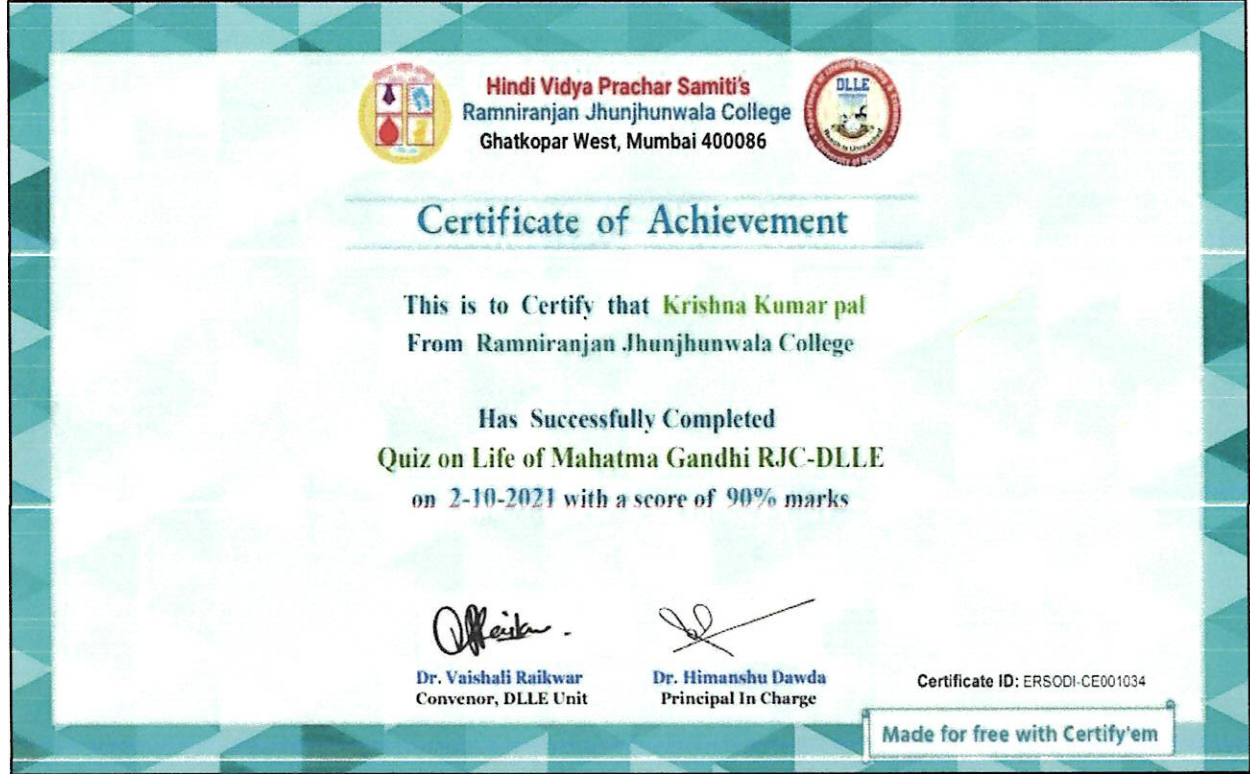 Hindi Vidya Prachar Samiti's
Ramniranjan Jhunjhunwala College
Ghatkopar West, Mumbai 400086
DLLE
Certificate of Achievement
This is to Certify that Krishna Kumar pal
From Ramniranjan Jhunjhunwala College
Has Successfully Completed
Quiz on Life of Mahatma Gandhi RJC-DLLE
on 2-10-2021 with a score of 90% marks
Dr. Vaishali Raikwar
Convenor, DLLE Unit
Dr. Himanshu Dawda
Principal In Charge
Certificate ID: ERSODI-CE001034
Made for free with Certify'em